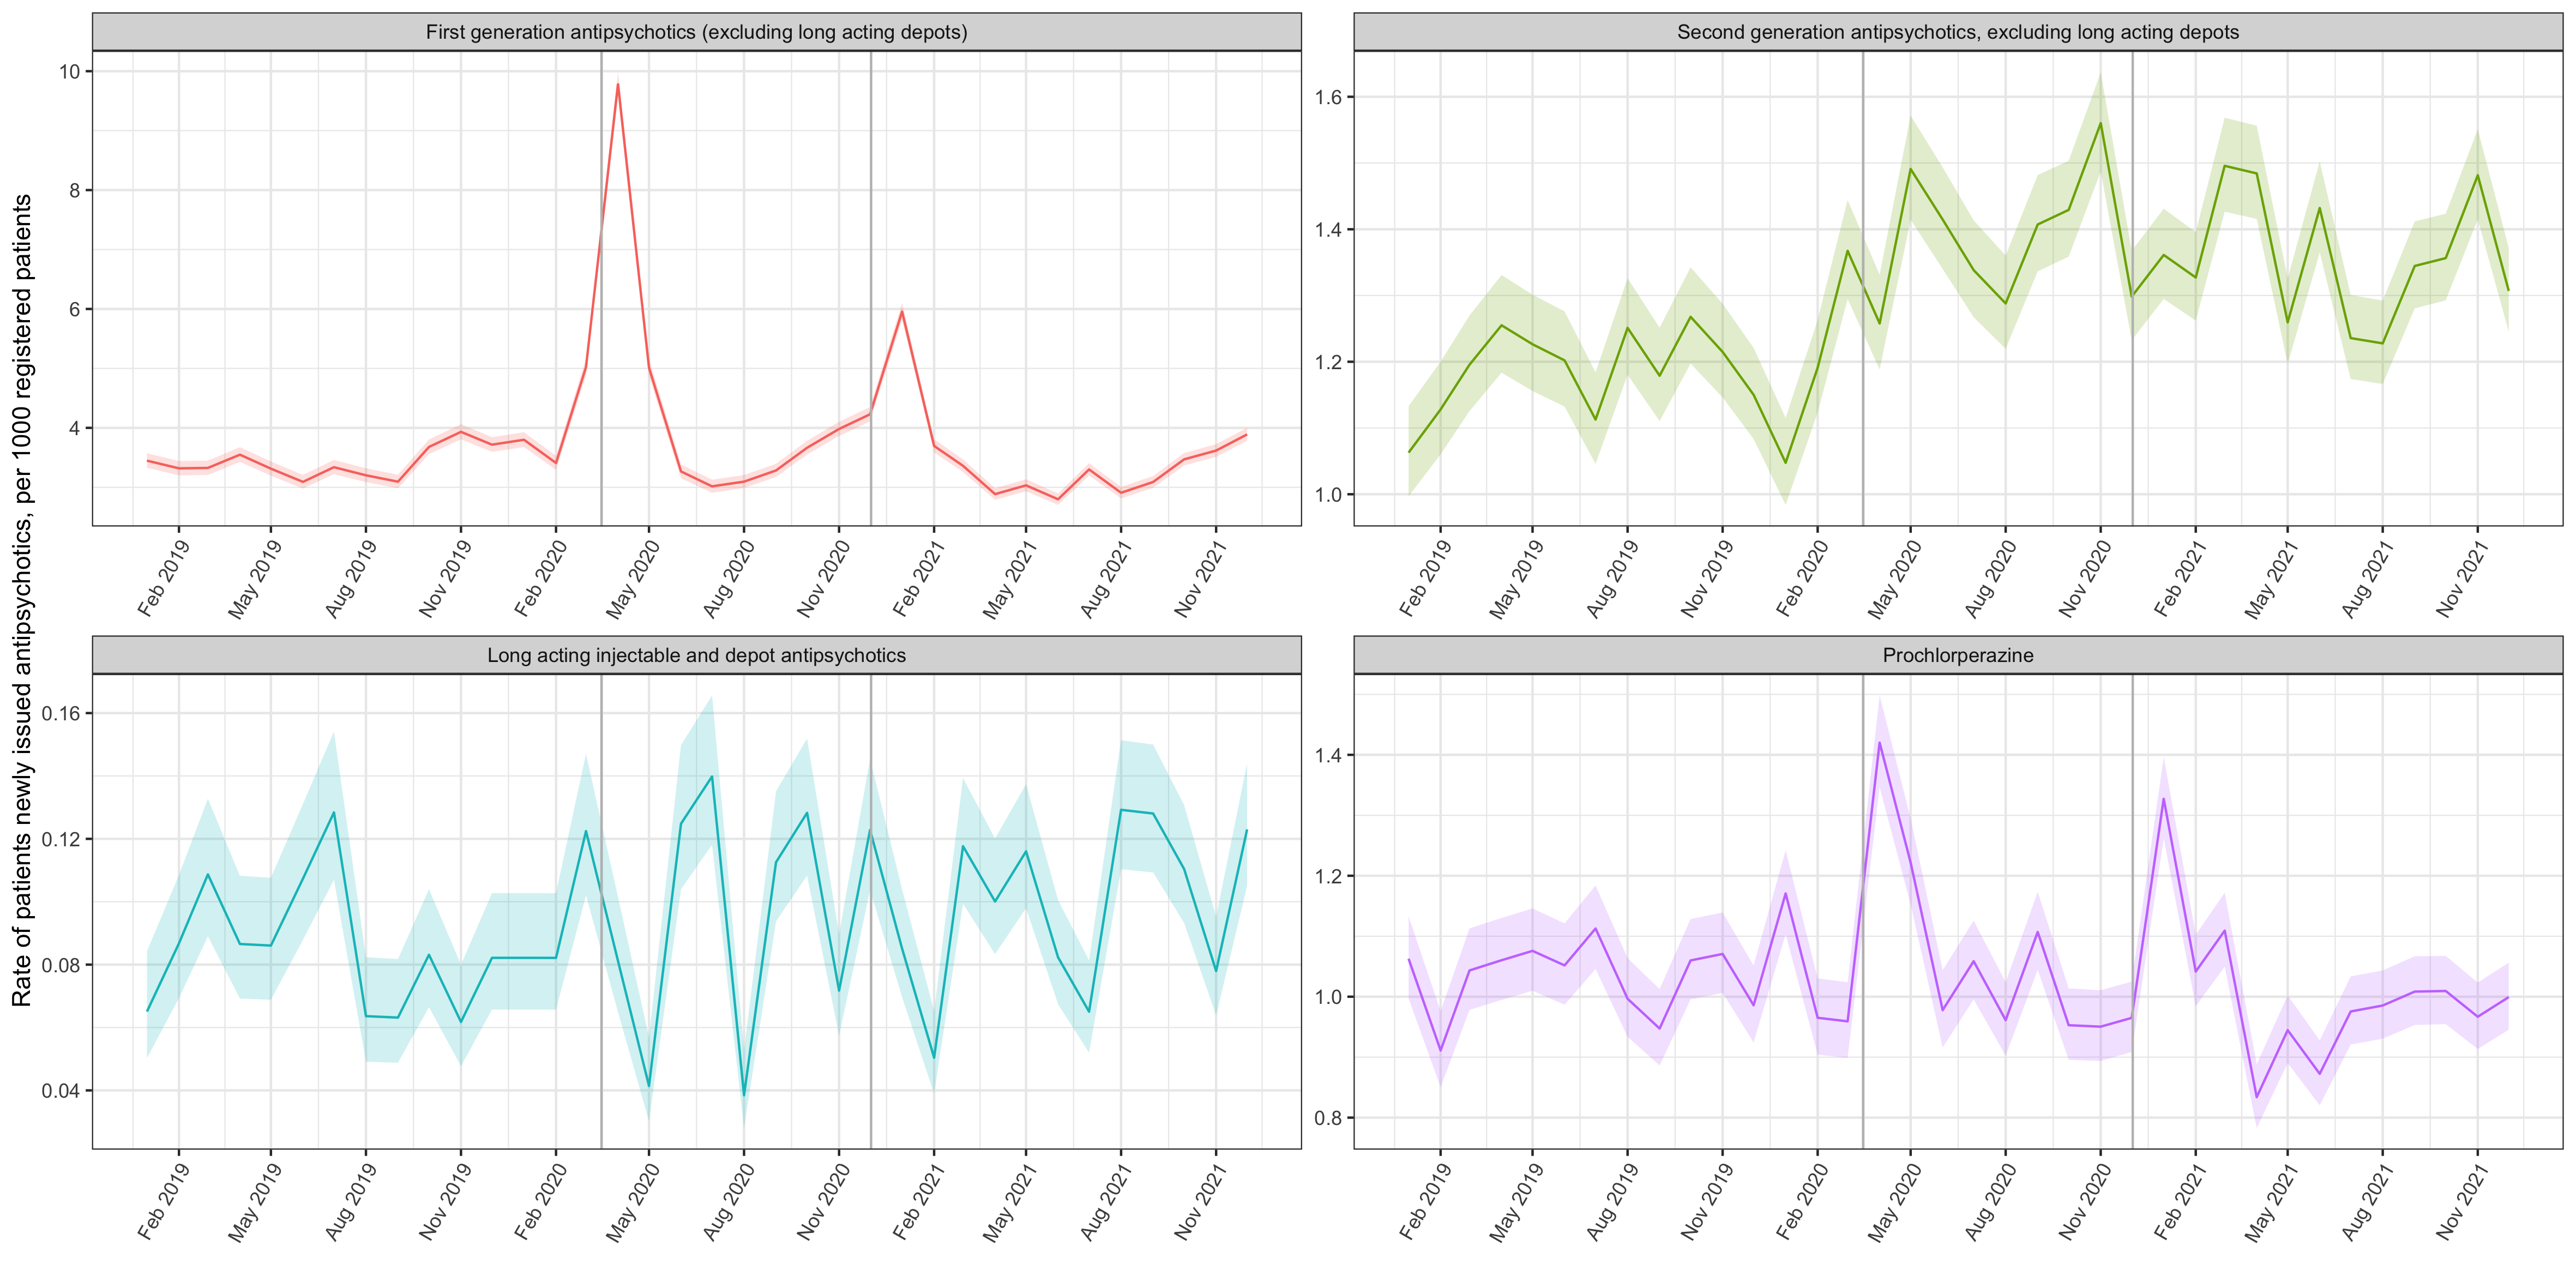 Rate of patients newly issued antipsychotics, per 1000 registered patients
First generation antipsychotics (excluding long acting depots)
10
8
6
4
Feb 2019
May 2019
Aug 2019
Nov 2019
Feb 2020
May 2020
Aug 2020
Nov 2020
Feb 2021
May 2021
Aug 2021
Nov 2021
Second generation antipsychotics, excluding long acting depots
1.6
1.4
1.2
1.0
Feb 2019
May 2019
Aug 2019
Nov 2019
Feb 2020
May 2020
Aug 2020
Nov 2020
Feb 2021
May 2021
Aug 2021
Nov 2021
Long acting injectable and depot antipsychotics
0.16
0.12
0.08
0.04
Feb 2019
May 2019
Aug 2019
Nov 2019
Feb 2020
May 2020
Aug 2020
Nov 2020
Feb 2021
May 2021
Aug 2021
Nov 2021
Prochlorperazine
1.4
1.2
1.0
0.8
Feb 2019
May 2019
Aug 2019
Nov 2019
Feb 2020
May 2020
Aug 2020
Nov 2020
Feb 2021
May 2021
Aug 2021
Nov 2021